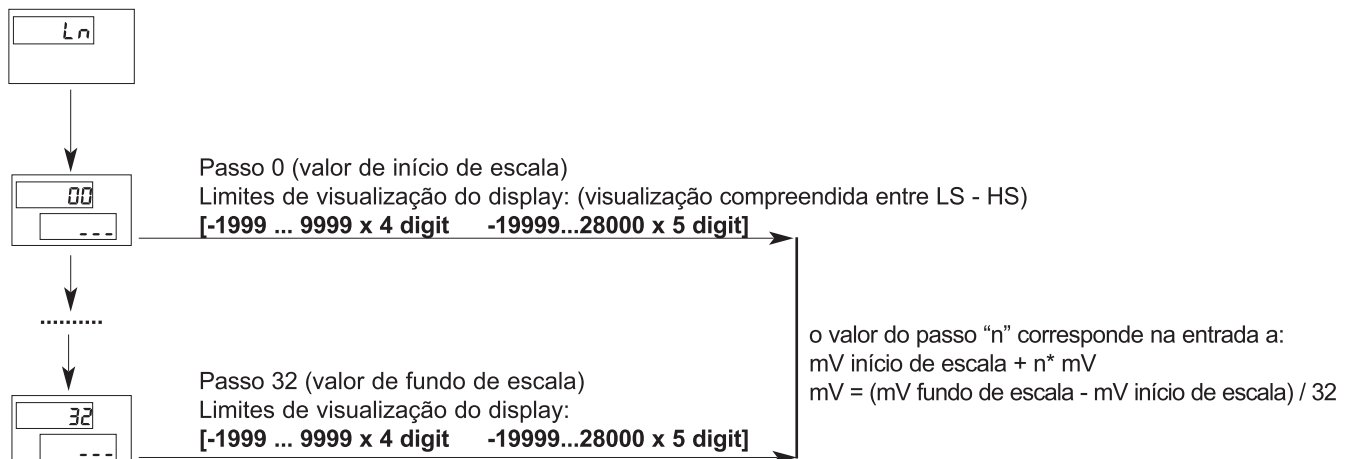 Ln
00
---
Passo 0 (valor de início de escala)
Limites de visualização do display: (visualização compreendida entre LS - HS)
[-1999 ... 9999 x 4 digit -19999...28000 x 5 digit]
..........
o valor do passo “n” corresponde na entrada a:
mV início de escala + n* mV
mV = (mV fundo de escala - mV início de escala) / 32
32
---
Passo 32 (valor de fundo de escala)
Limites de visualização do display:
[-1999 ... 9999 x 4 digit -19999...28000 x 5 digit]